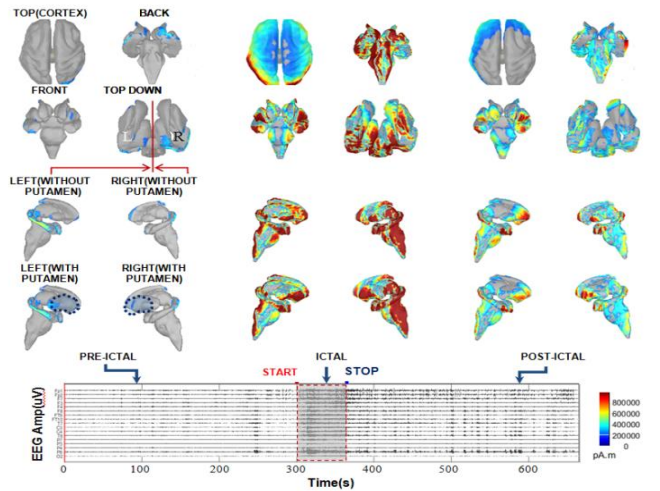 TOP(CORTEX) BACK
FRONT TOP DOWN
L R
LEFT(WITHOUT PUTAMEN) RIGHT(WITHOUT PUTAMEN)
LEFT(WITH PUTAMEN) RIGHT(WITH PUTAMEN)
PRE-ICTAL ICTAL POST-ICTAL
START STOP
EEG Amp(uV)
800000
600000
400000
200000
0
pA.m
0 100 200 300 400 500 600
Time(s)